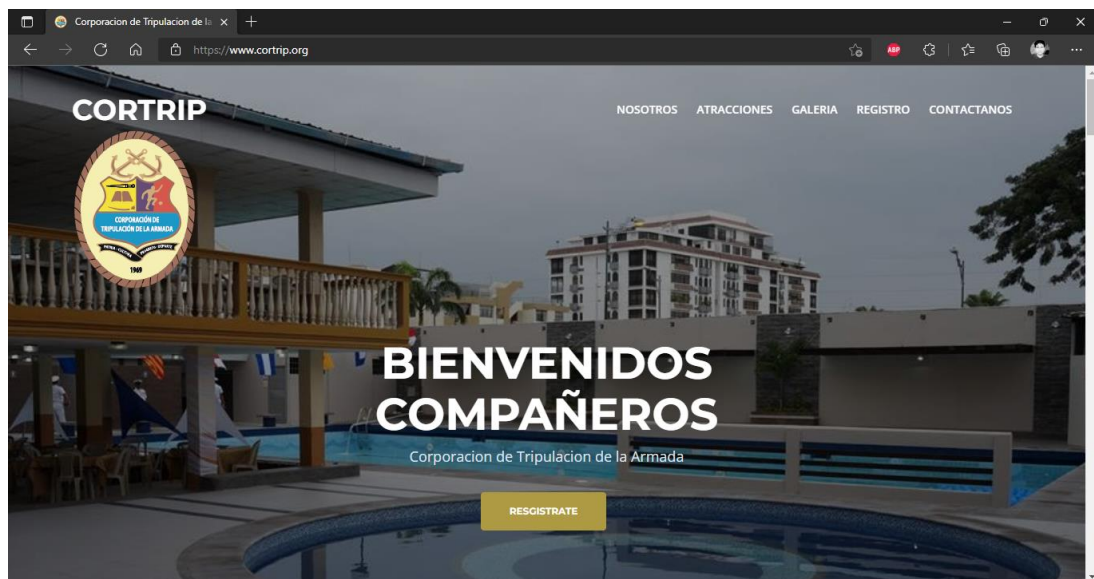 Corporacion de Tripulacion de la
https://www.cortrip.org
ABP
CORTRIP
NOSOTROS ATRACCIONES GALERIA REGISTRO CONTACTANOS
CORPORACIÓN DE
TRIPULACIÓN DE LA ARMADA
1969
BIENVENIDOS
COMPAÑEROS
Corporacion de Tripulacion de la Armada
RESGISTRATE